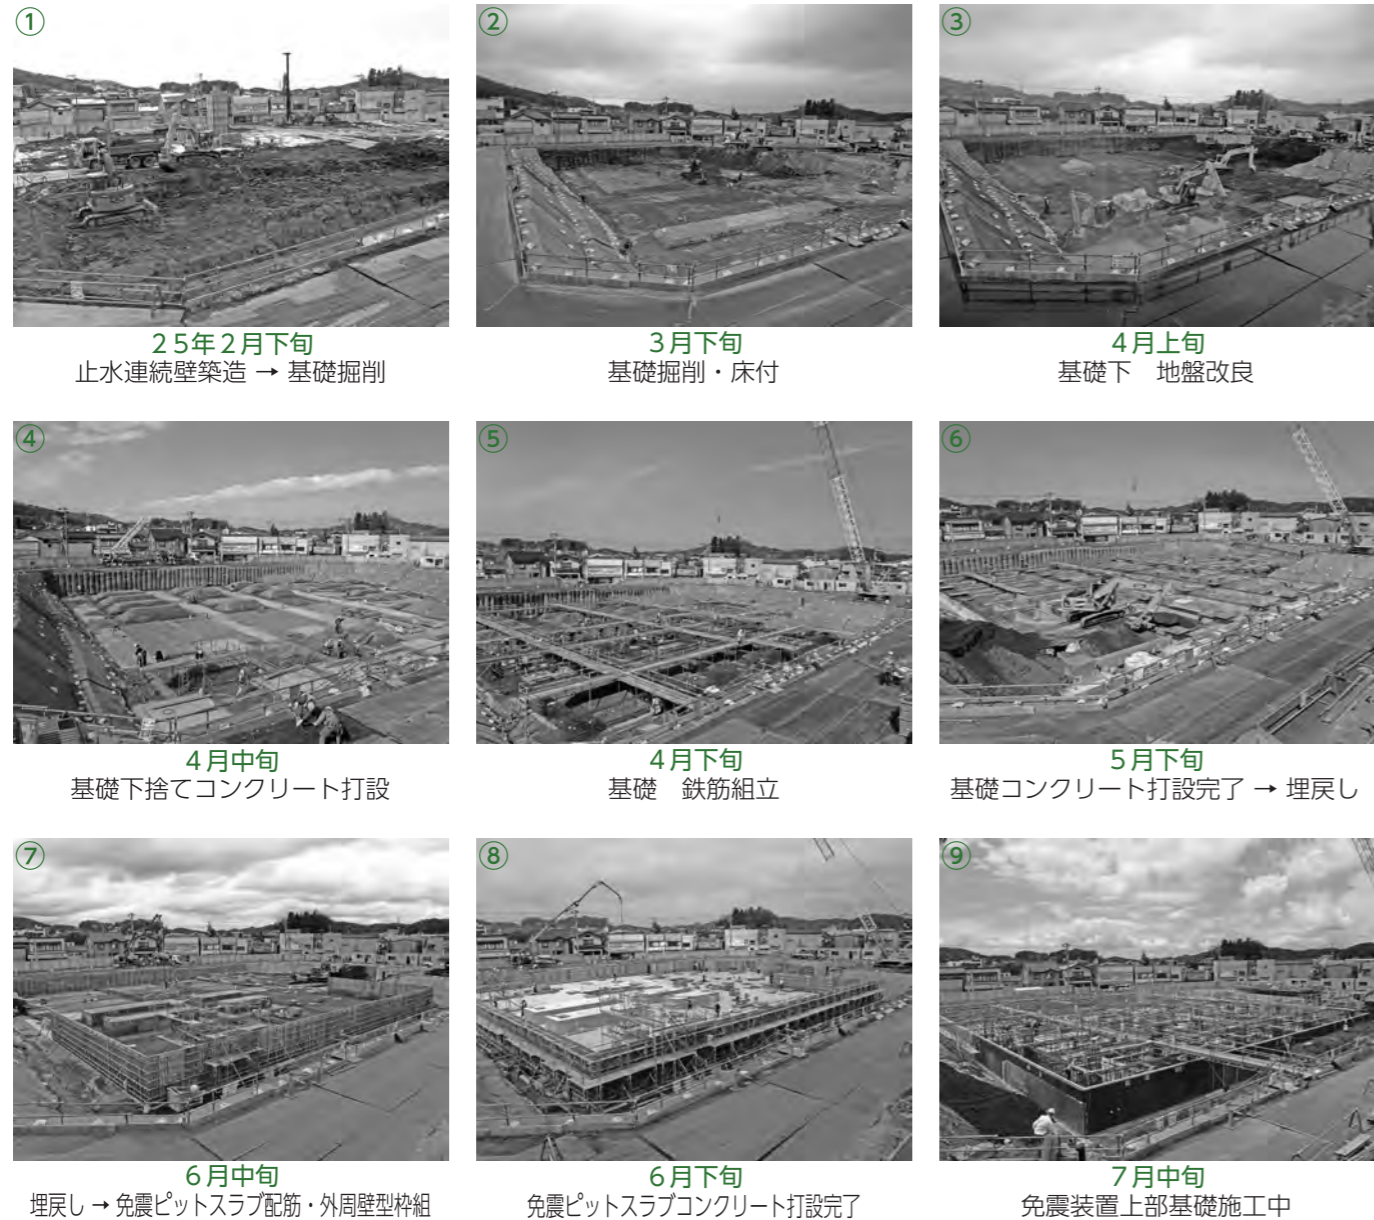 ①
25年2月下旬
止水連続壁築造 → 基礎掘削
②
3月下旬
基礎掘削・床付
③
4月上旬
基礎下　地盤改良
④
4月中旬
基礎下捨てコンクリート打設
⑤
4月下旬
基礎　鉄筋組立
⑥
5月下旬
基礎コンクリート打設完了 → 埋戻し
⑦
6月中旬
埋戻し → 免震ピットスラブ配筋・外周壁型枠組
⑧
6月下旬
免震ピットスラブコンクリート打設完了
⑨
7月中旬
免震装置上部基礎施工中